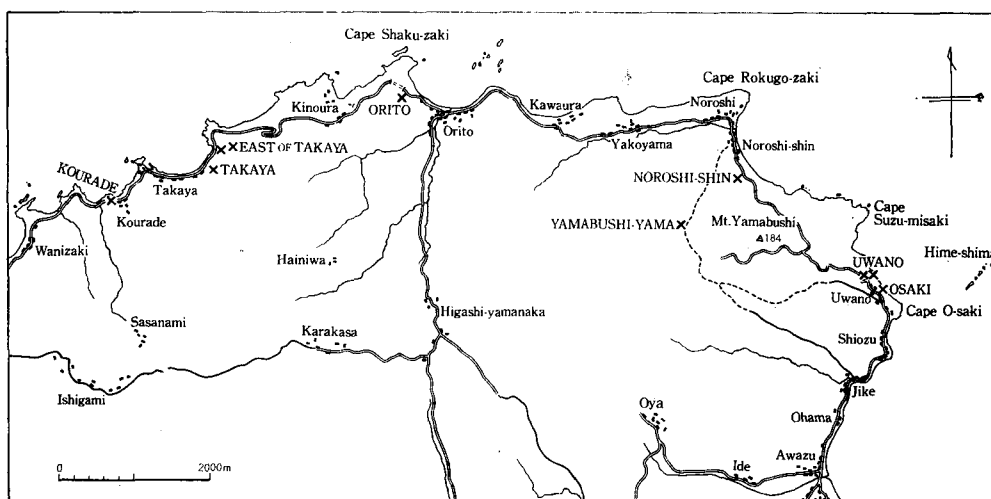 Cape Shaku-zaki
Cape Rokugo-zaki
Kinoura
ORITO
Orito
Kawaura
Noroshi
Yakoyama
Noroshi-shin
EAST OF TAKAYA
TAKAYA
Takaya
KOURADE
Kourade
Wanizaki
NOROSHI-SHIN
YAMABUSHI-YAMA
Mt.Yamabushi
184
Cape
Suzu-misaki
Hainiwa
UWANO
Hime-shima
OSAKI
Uwano
Cape O-saki
Higashi-yamanaka
Sasanami
Karakasa
Shiozu
Ishigami
Jike
Oya
Ohama
Awazu
Ide
0
2000m